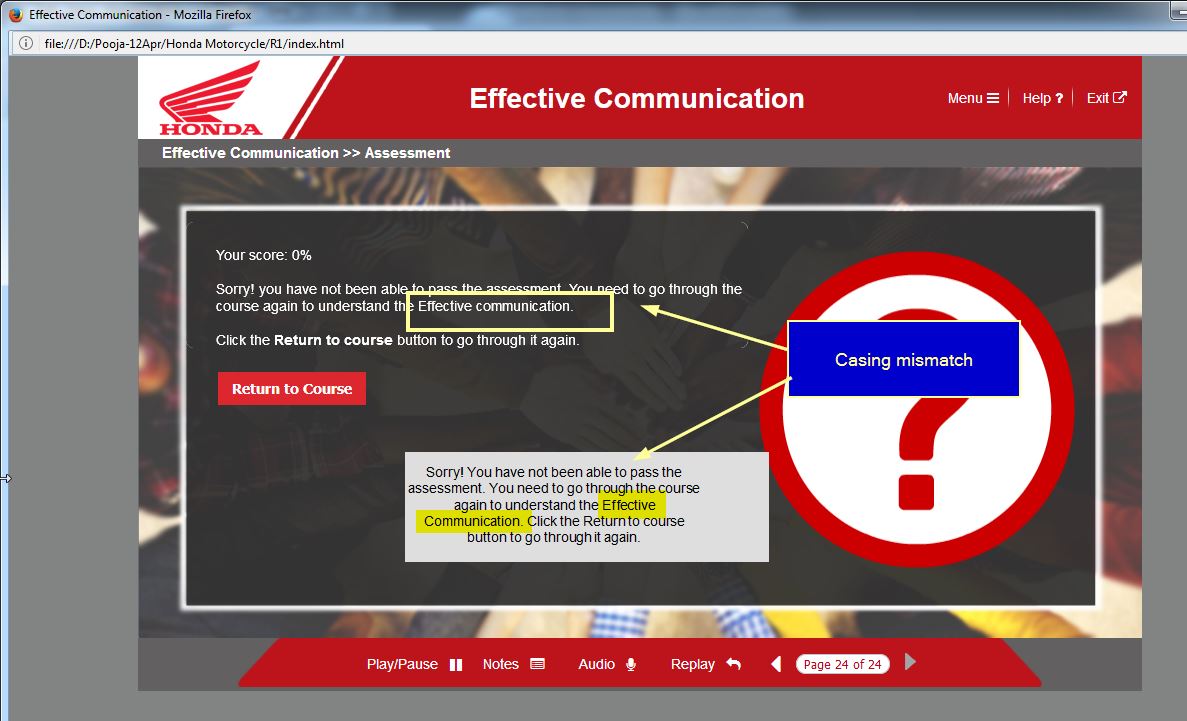 Effective Communication - Mozilla Firefox
file:///D:/Pooja-12Apr/Honda Motorcycle/R1/index.html
HONDA
Effective Communication
Menu Help ? Exit
Effective Communication >> Assessment
Your score: 0%
Sorry! you have not been able to pass the assessment. You need to go through the
course again to understand the Effective communication.
Click the Return to course button to go through it again.
Return to Course
Casing mismatch
Sorry! You have not been able to pass the
assessment. You need to go through the course
again to understand the Effective
Communication. Click the Return to course
button to go through it again.
Play/Pause Notes Audio Replay Page 24 of 24